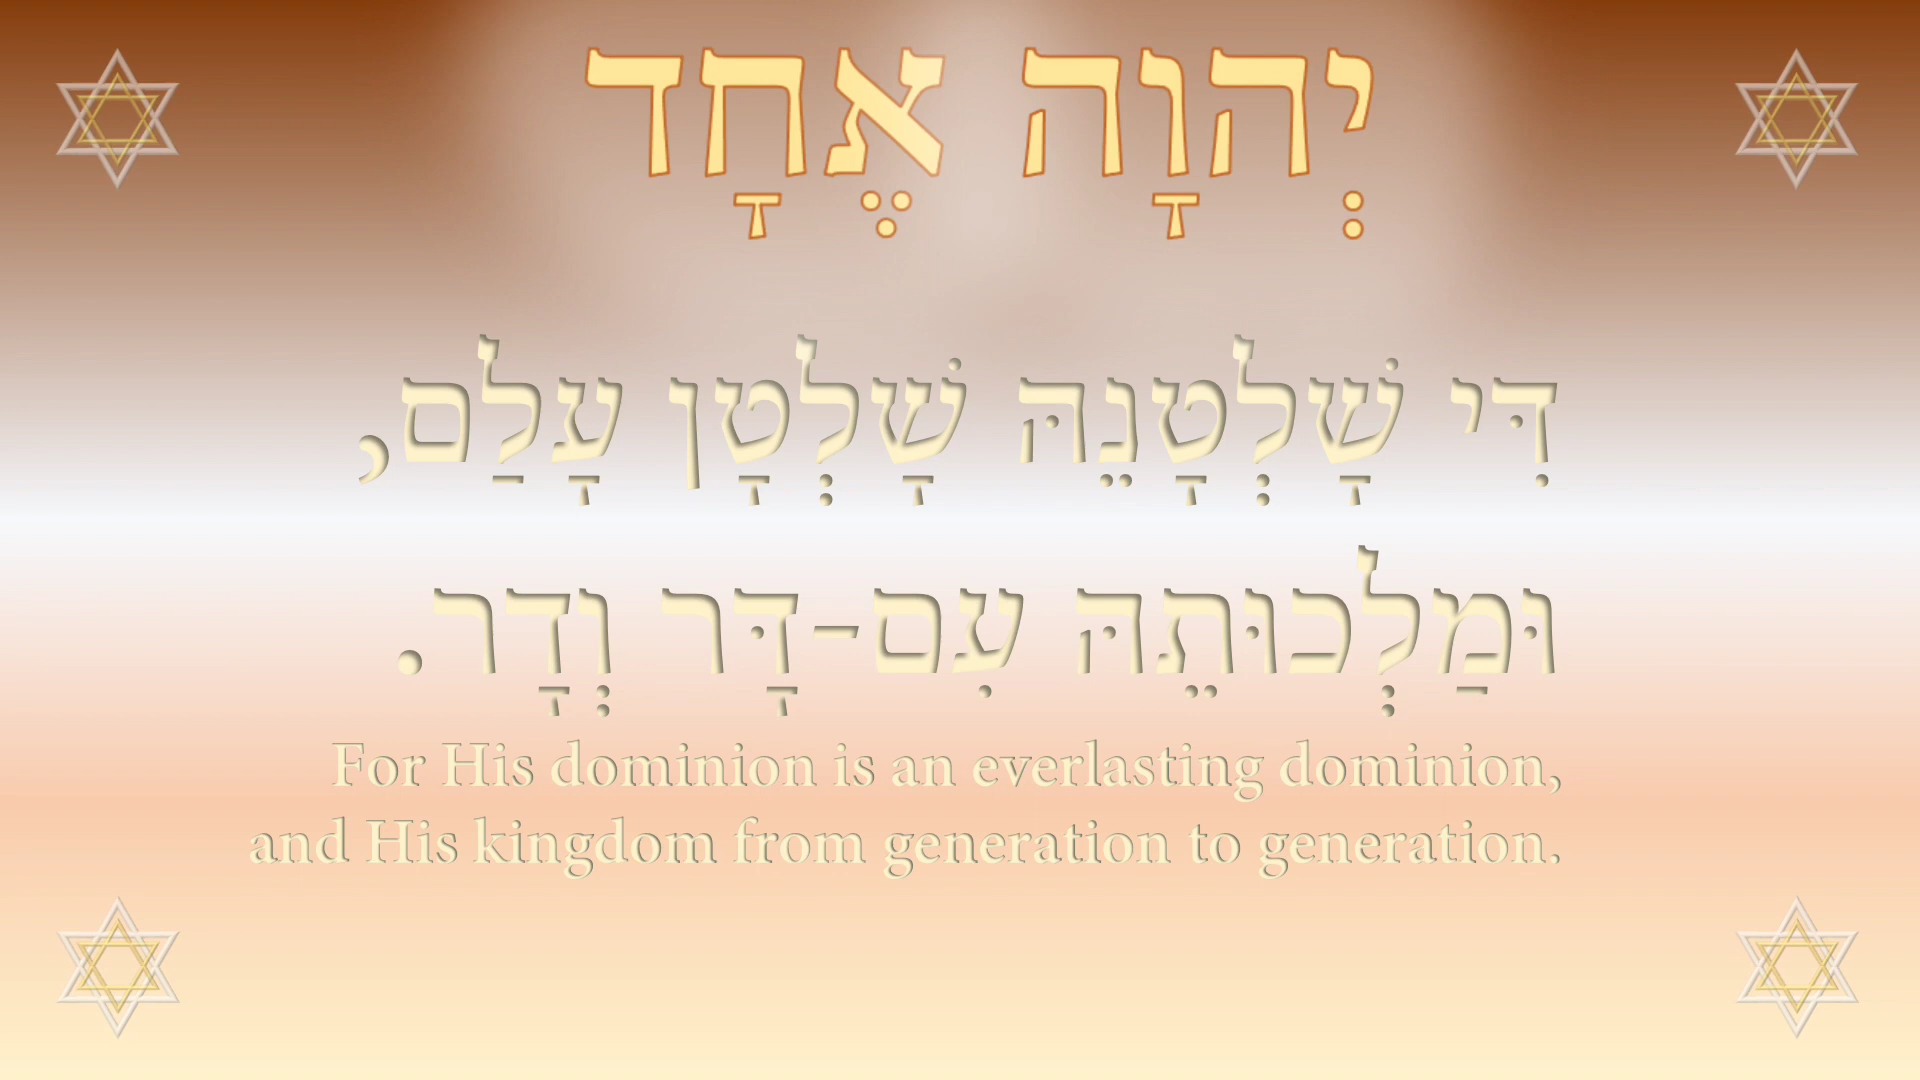 יְהוָה אֶחָד
דִּי שָׁלְטָנֵהּ שָׁלְטָן עָלַם,
וּמַלְכוּתֵהּ עִם-דָּר וְדָר.
For His dominion is an everlasting dominion,
and His kingdom from generation to generation.